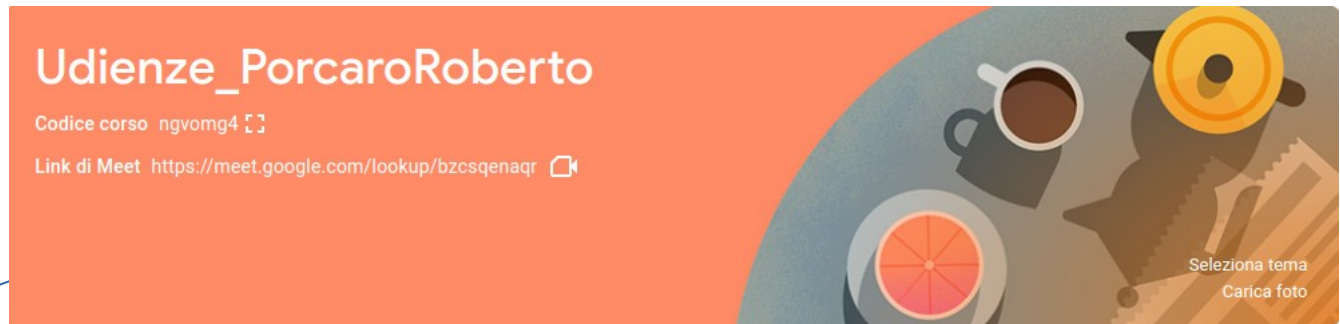 Udienze_PorcaroRoberto
Codice corso ngvomg4
Link di Meet https://meet.google.com/lookup/bzcsqenaqr
Seleziona tema
Carica foto